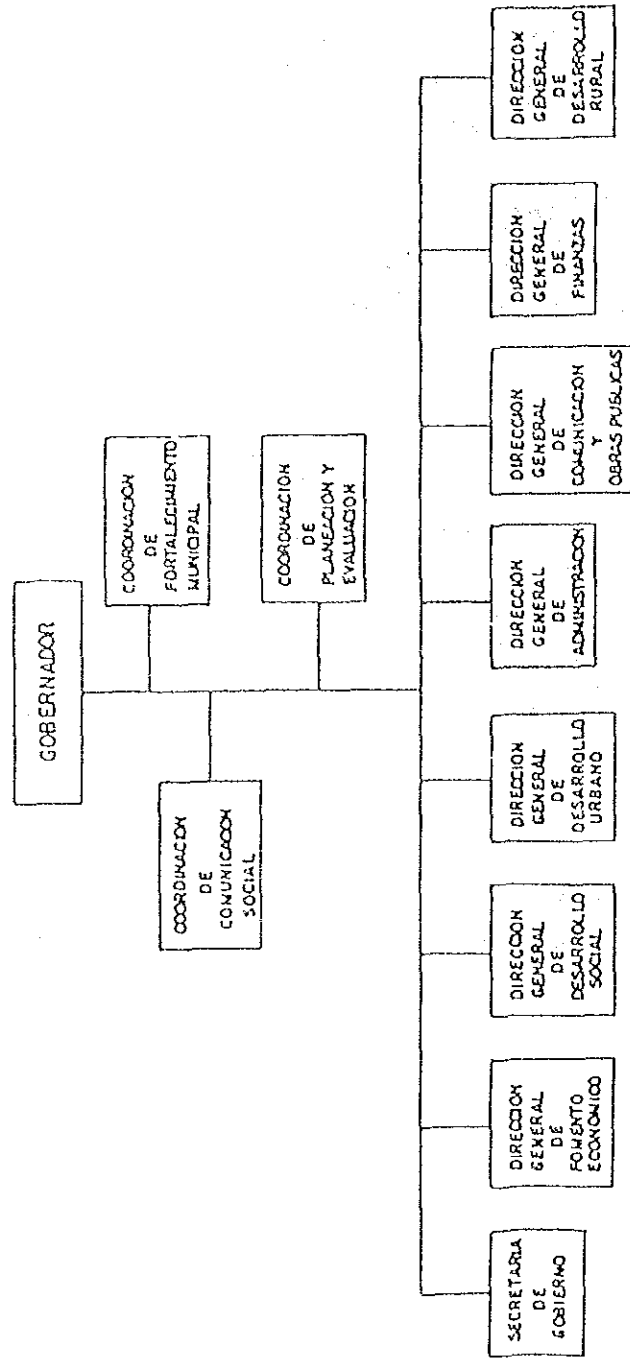 GOBERNADOR
COORDINACION
DE
FORTALECIMIENTO
MUNICIPAL
COORDINACION
DE
COMUNICACION
SOCIAL
COORDINACION
DE
PLANEACION Y
EVALUACION
SECRETARIA
DE
GOBIERNO
DIRECCION
GENERAL
DE
FOMENTO
ECONOMICO
DIRECCION
GENERAL
DE
DESARROLLO
SOCIAL
DIRECCION
GENERAL
DE
DESARROLLO
URBANO
DIRECCION
GENERAL
DE
ADMINISTRACION
DIRECCION
GENERAL
DE
COMUNICACION
Y
OBRAS PUBLICAS
DIRECCION
GENERAL
DE
FINANZAS
DIRECCION
GENERAL
DE
DESARROLLO
RURAL